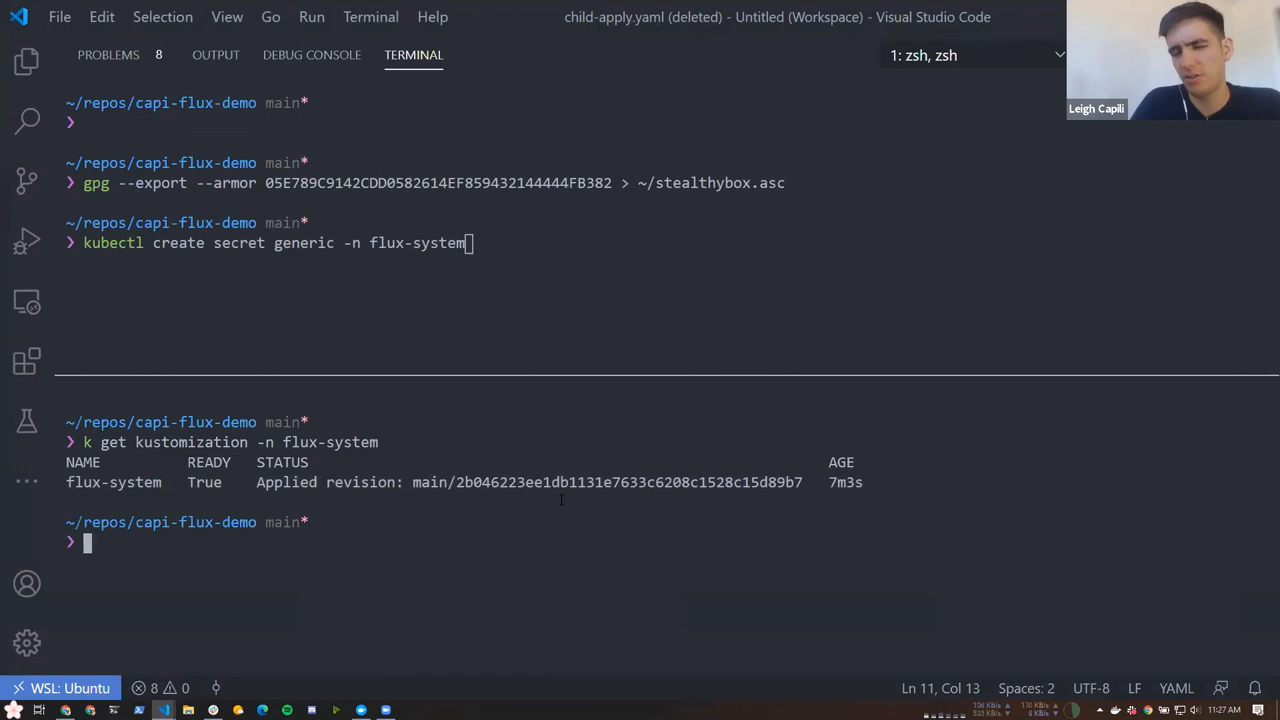 File Edit Selection View Go Run Terminal Help
child-apply.yaml (deleted) - Untitled (Workspace) - Visual Studio Code
PROBLEMS 8 OUTPUT DEBUG CONSOLE TERMINAL
1: zsh, zsh
Leigh Capili
~/repos/capi-flux-demo main*
❯
~/repos/capi-flux-demo main*
❯ gpg --export --armor 05E789C9142CDD0582614EF859432144444FB382 > ~/stealthybox.asc
~/repos/capi-flux-demo main*
❯ kubectl create secret generic -n flux-system
~/repos/capi-flux-demo main*
❯ k get kustomization -n flux-system
NAME READY STATUS AGE
flux-system True Applied revision: main/2b046223ee1db1131e7633c6208c1528c15d89b7 7m3s
~/repos/capi-flux-demo main*
❯
WSL: Ubuntu 8 0 Ln 11, Col 13 Spaces: 2 UTF-8 LF YAML
11:27 AM